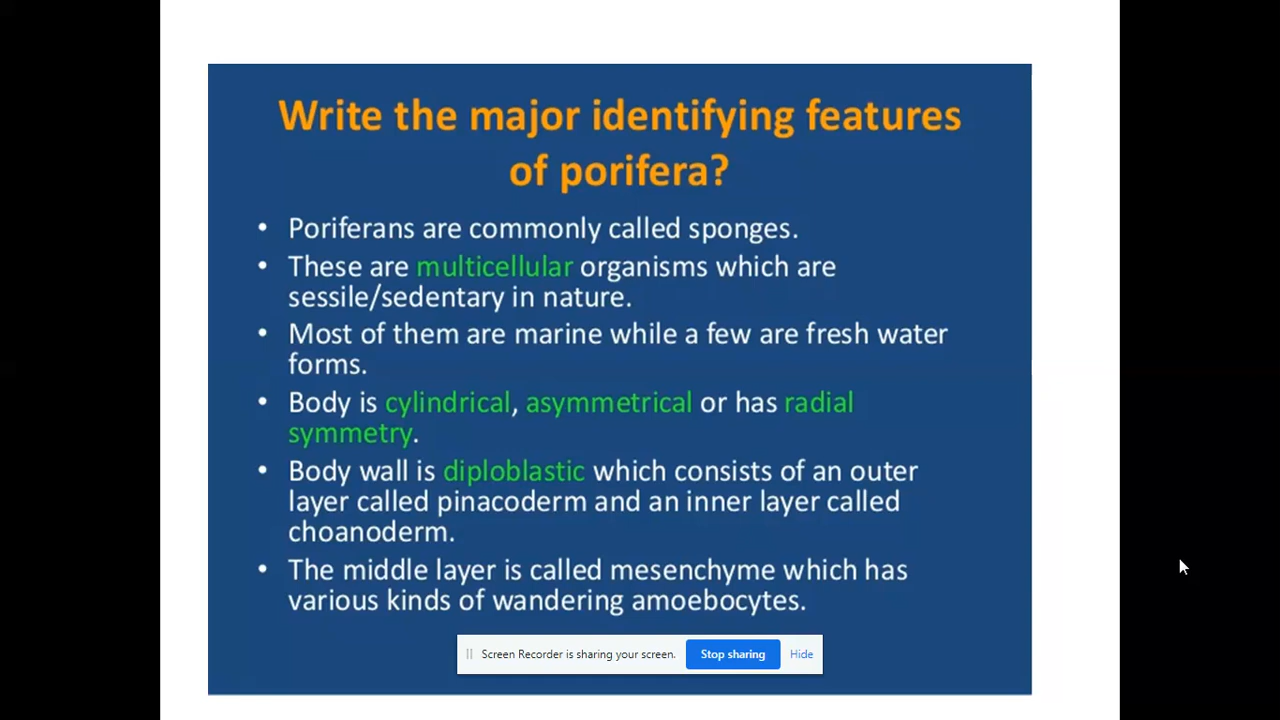 Write the major identifying features
of porifera?
• Poriferans are commonly called sponges.
• These are multicellular organisms which are
sessile/sedentary in nature.
• Most of them are marine while a few are fresh water
forms.
• Body is cylindrical, asymmetrical or has radial
symmetry.
• Body wall is diploblastic which consists of an outer
layer called pinacoderm and an inner layer called
choanoderm.
• The middle layer is called mesenchyme which has
various kinds of wandering amoebocytes.
Screen Recorder is sharing your screen. Stop sharing Hide